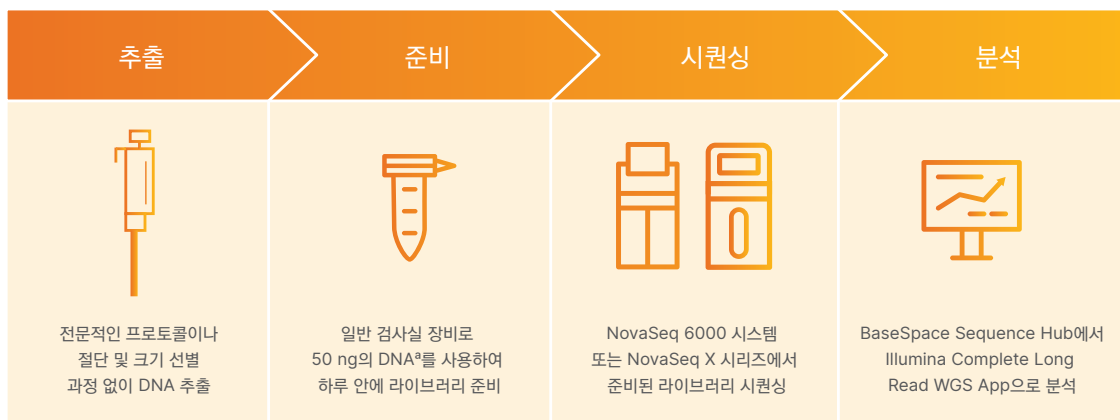 추출
준비
시퀀싱
분석
전문적인 프로토콜이나
절단 및 크기 선별
과정 없이 DNA 추출
일반 검사실 장비로
50 ng의 DNAª를 사용하여
하루 안에 라이브러리 준비
NovaSeq 6000 시스템
또는 NovaSeq X 시리즈에서
준비된 라이브러리 시퀀싱
BaseSpace Sequence Hub에서
Illumina Complete Long
Read WGS App으로 분석